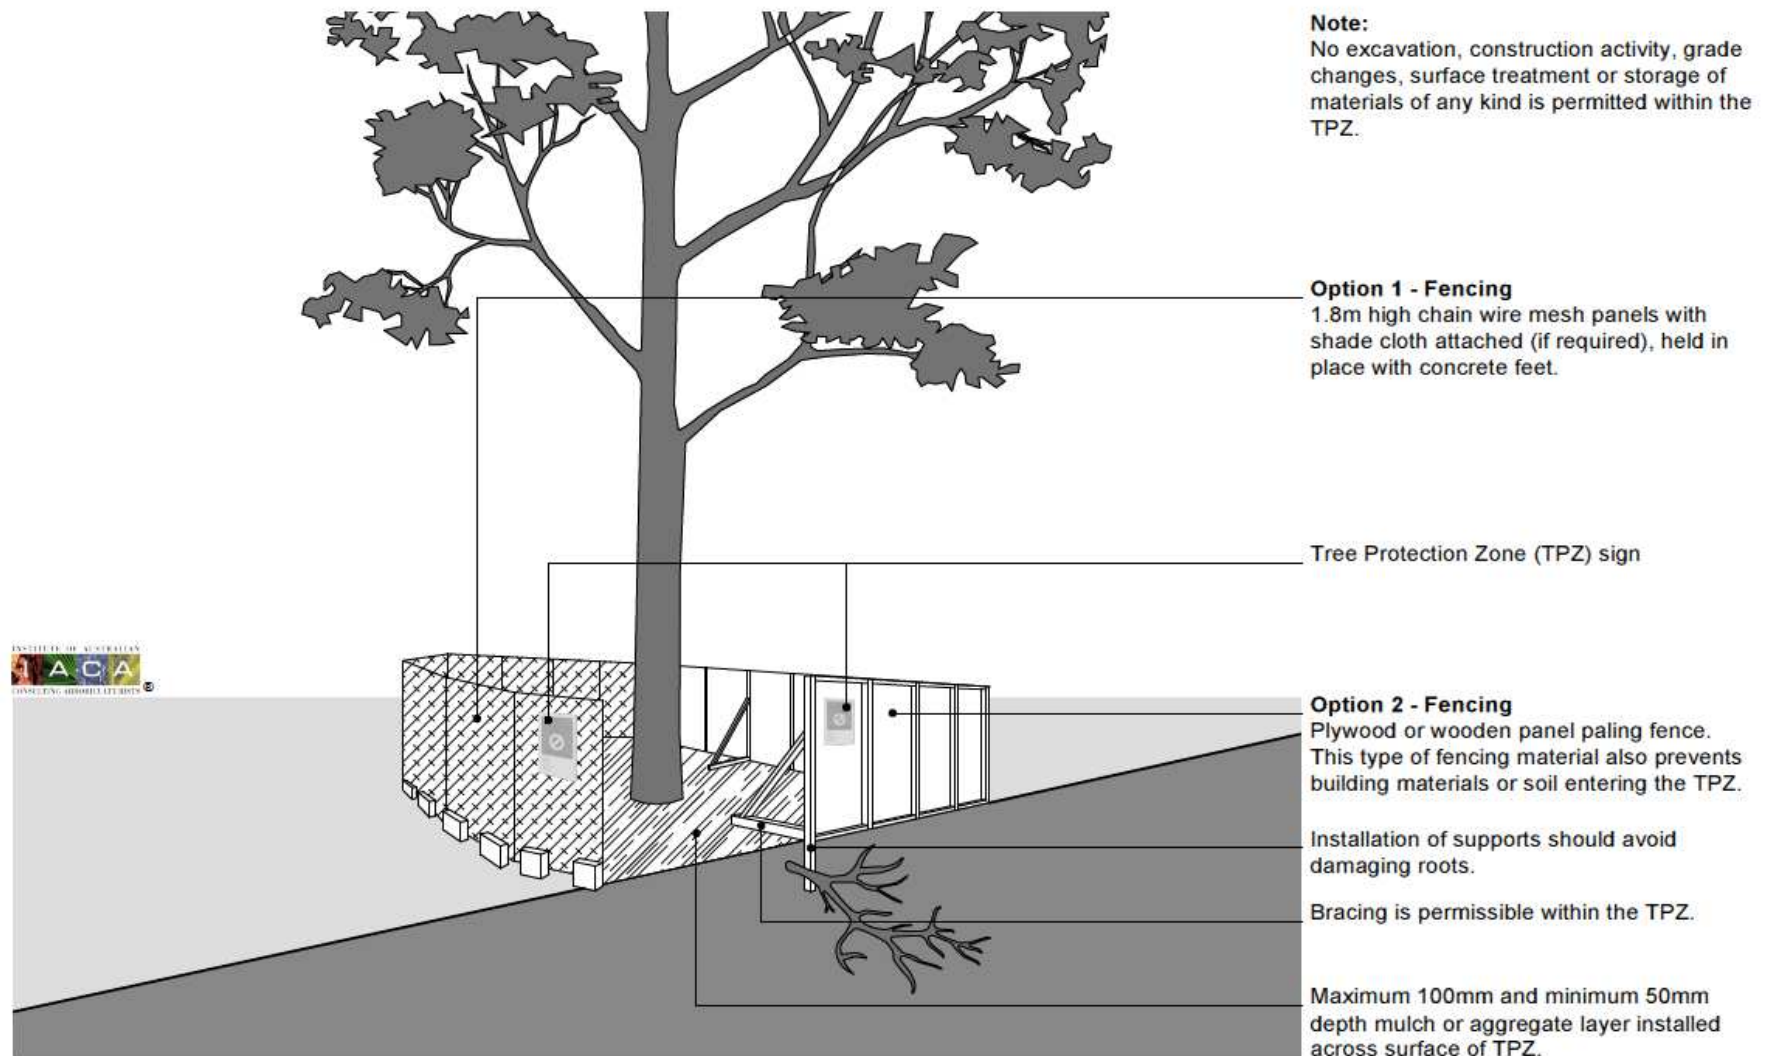 Note:
No excavation, construction activity, grade
changes, surface treatment or storage of
materials of any kind is permitted within the
TPZ.
Option 1 - Fencing
1.8m high chain wire mesh panels with
shade cloth attached (if required), held in
place with concrete feet.
Tree Protection Zone (TPZ) sign
INSTITUTE OF AUSTRALIAN
IACA
CONSULTING ARBORICULTURISTS ®
Option 2 - Fencing
Plywood or wooden panel paling fence.
This type of fencing material also prevents
building materials or soil entering the TPZ.
Installation of supports should avoid
damaging roots.
Bracing is permissible within the TPZ.
Maximum 100mm and minimum 50mm
depth mulch or aggregate layer installed
across surface of TPZ.